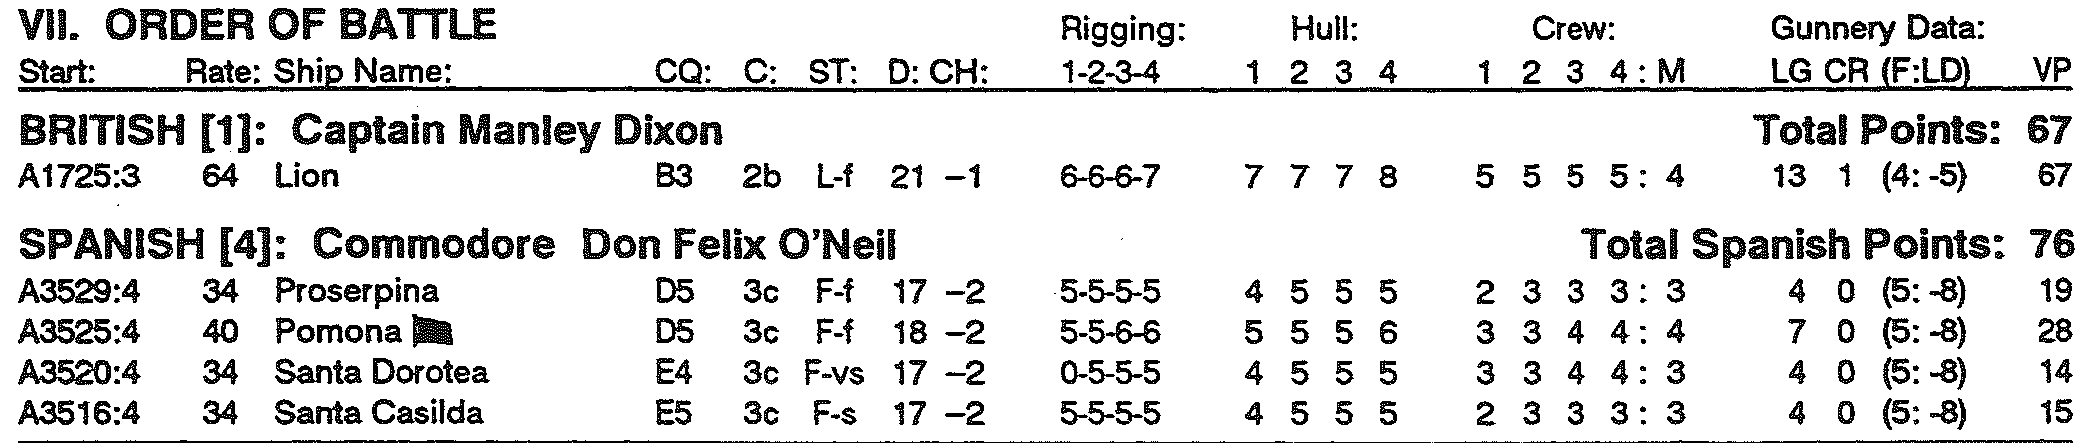 VII. ORDER OF BATTLE Rigging: Hull: Crew: Gunnery Data:
Start: Rate: Ship Name: CQ: C: ST: D: CH: 1-2-3-4 1 2 3 4 1 2 3 4 : M LG CR (F:LD) VP
BRITISH [1]: Captain Manley Dixon Total Points: 67
A1725:3 64 Lion B3 2b L-f 21 –1 6-6-6-7 7 7 7 8 5 5 5 5 : 4 13 1 (4: -5) 67
SPANISH [4]: Commodore Don Felix O'Neil Total Spanish Points: 76
A3529:4 34 Proserpina D5 3c F-f 17 –2 5-5-5-5 4 5 5 5 2 3 3 3 : 3 4 0 (5: -8) 19
A3525:4 40 Pomona D5 3c F-f 18 –2 5-5-6-6 5 5 5 6 3 3 4 4 : 4 7 0 (5: -8) 28
A3520:4 34 Santa Dorotea E4 3c F-vs 17 –2 0-5-5-5 4 5 5 5 3 3 4 4 : 3 4 0 (5: -8) 14
A3516:4 34 Santa Casilda E5 3c F-s 17 –2 5-5-5-5 4 5 5 5 2 3 3 3 : 3 4 0 (5: -8) 15